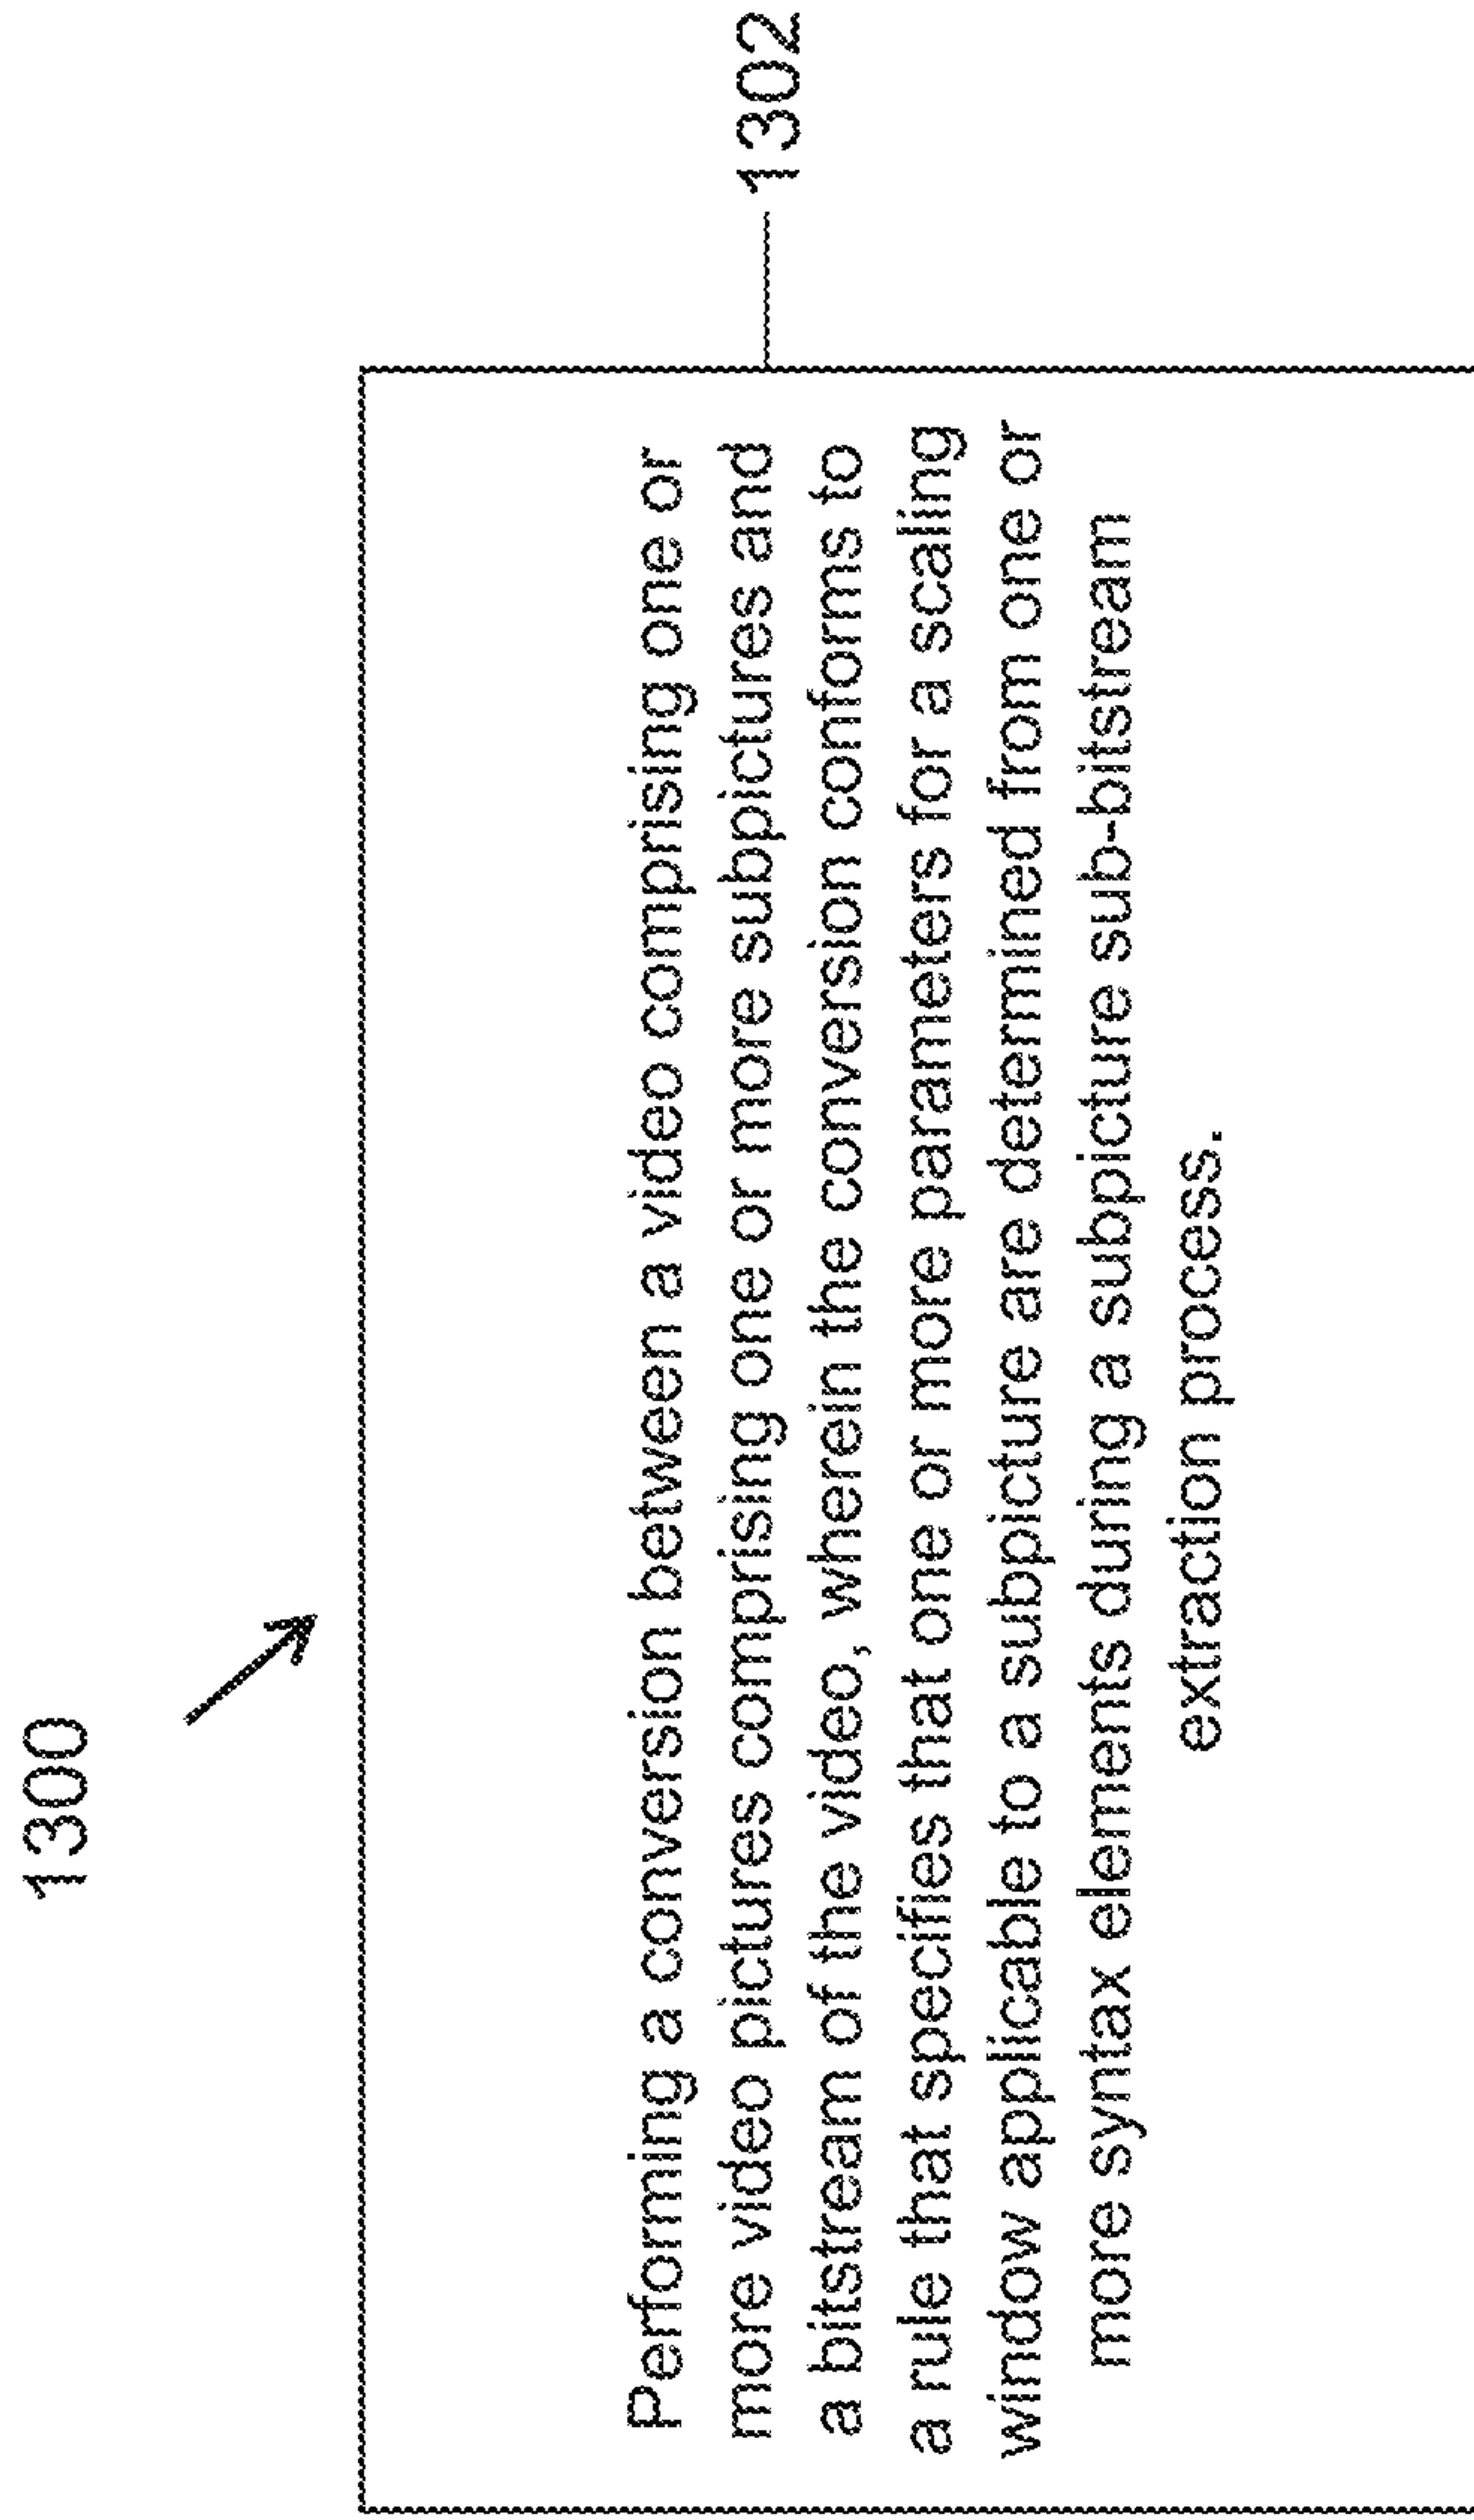 1300
Performing a conversion between a video comprising one or
more video pictures comprising one or more subpictures and
a bitstream of the video, wherein the conversion conforms to
a rule that specifies that one or more parameters for a scaling
window applicable to a subpicture are determined from one or
more syntax elements during a subpicture sub-bitstream
extraction process.
1302